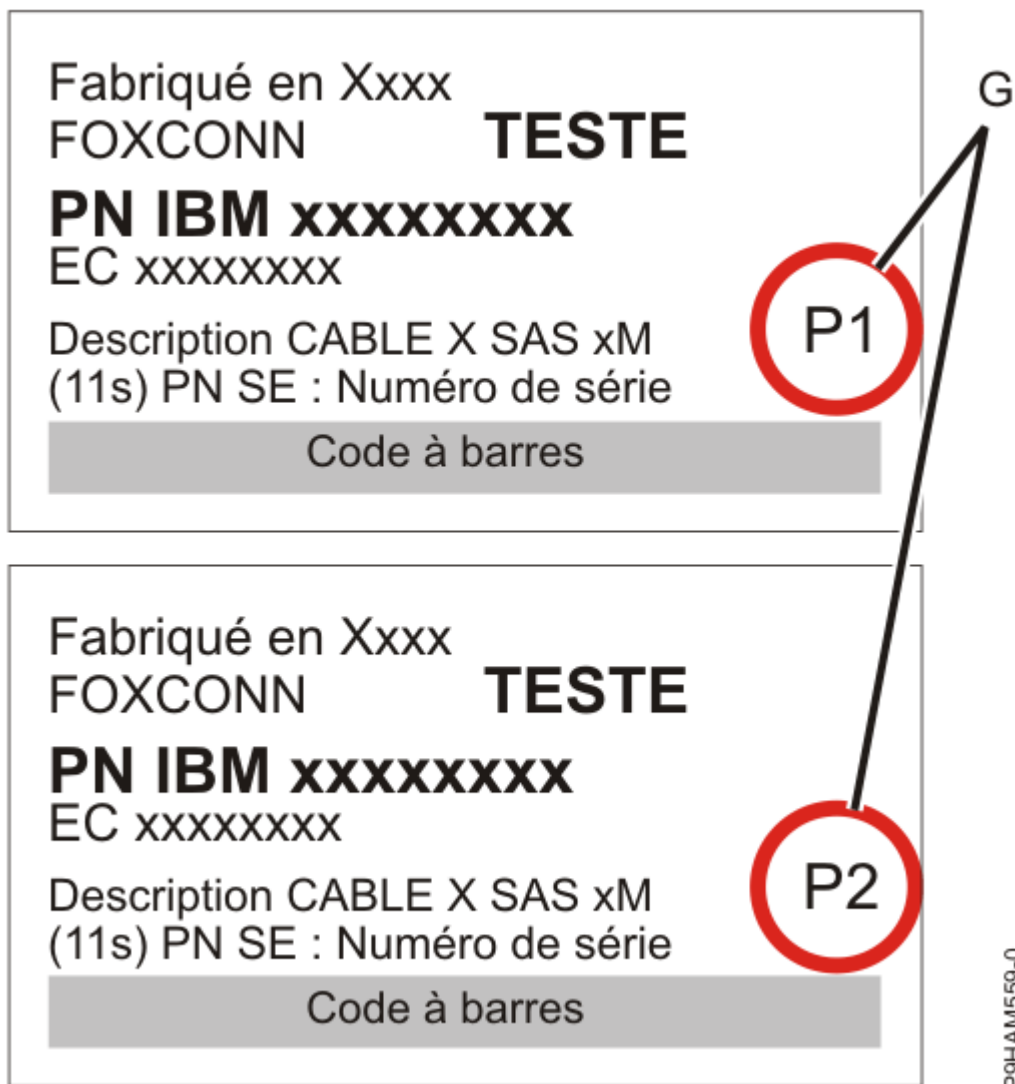 Fabriqué en Xxxx
FOXCONN TESTE
PN IBM xxxxxxxx
EC xxxxxxxx
Description CABLE X SAS xM
(11s) PN SE : Numéro de série
Code à barres
P1
G
Fabriqué en Xxxx
FOXCONN TESTE
PN IBM xxxxxxxx
EC xxxxxxxx
Description CABLE X SAS xM
(11s) PN SE : Numéro de série
Code à barres
P2